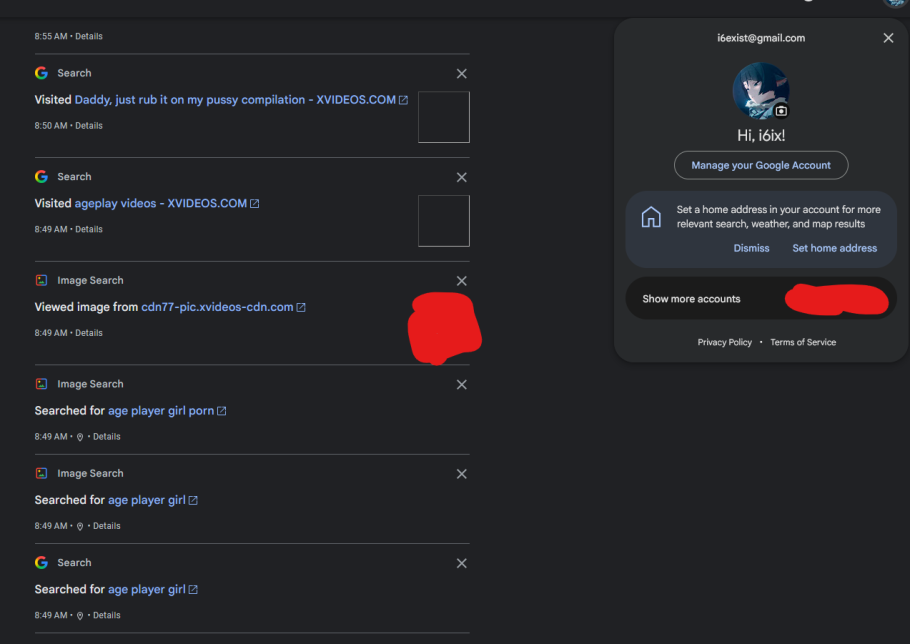 8:55 AM • Details
Search
Visited Daddy, just rub it on my pussy compilation - XVIDEOS.COM
8:50 AM • Details
Search
Visited ageplay videos - XVIDEOS.COM
8:49 AM • Details
Image Search
Viewed image from cdn77-pic.xvideos-cdn.com
8:49 AM • Details
Image Search
Searched for age player girl porn
8:49 AM • Details
Image Search
Searched for age player girl
8:49 AM • Details
Search
Searched for age player girl
8:49 AM • Details
i6exist@gmail.com
Hi, i6ix!
Manage your Google Account
Set a home address in your account for more
relevant search, weather, and map results
Dismiss Set home address
Show more accounts
Privacy Policy • Terms of Service